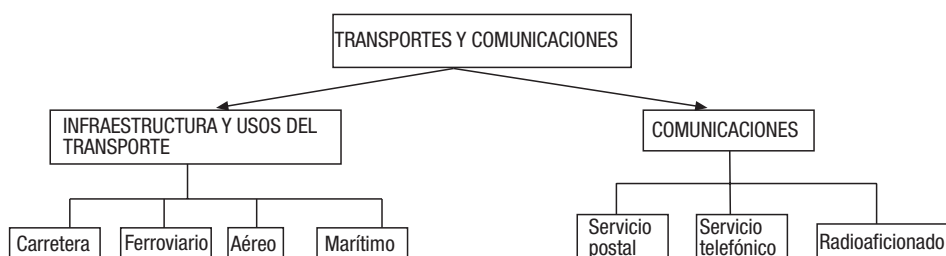 TRANSPORTES Y COMUNICACIONES
INFRAESTRUCTURA Y USOS DEL
TRANSPORTE
COMUNICACIONES
Carretera
Ferroviario
Aéreo
Marítimo
Servicio
postal
Servicio
telefónico
Radioaficionado